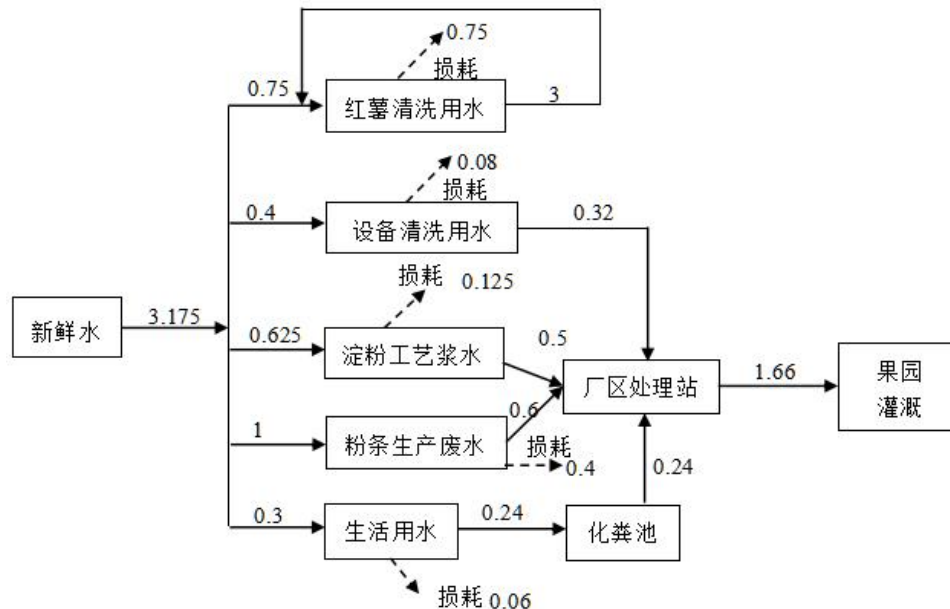 0.75
损耗
0.75
红薯清洗用水
3
0.08
损耗
0.4
设备清洗用水
0.32
损耗
0.125
新鲜水
3.175
0.625
淀粉工艺浆水
0.5
厂区处理站
1.66
果园
灌溉
1
粉条生产废水
0.6
损耗
0.4
0.24
0.3
生活用水
0.24
化粪池
损耗 0.06